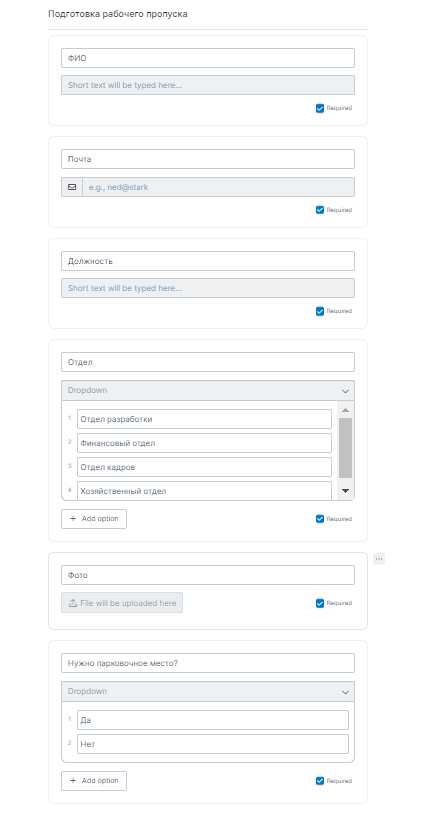 Подготовка рабочего пропуска
ФИО
Short text will be typed here...
Required
Почта
e.g., ned@stark
Required
Должность
Short text will be typed here...
Required
Отдел
Dropdown
1 Отдел разработки
2 Финансовый отдел
3 Отдел кадров
4 Хозяйственный отдел
+ Add option
Required
Фото
File will be uploaded here
Required
Нужно парковочное место?
Dropdown
1 Да
2 Нет
+ Add option
Required